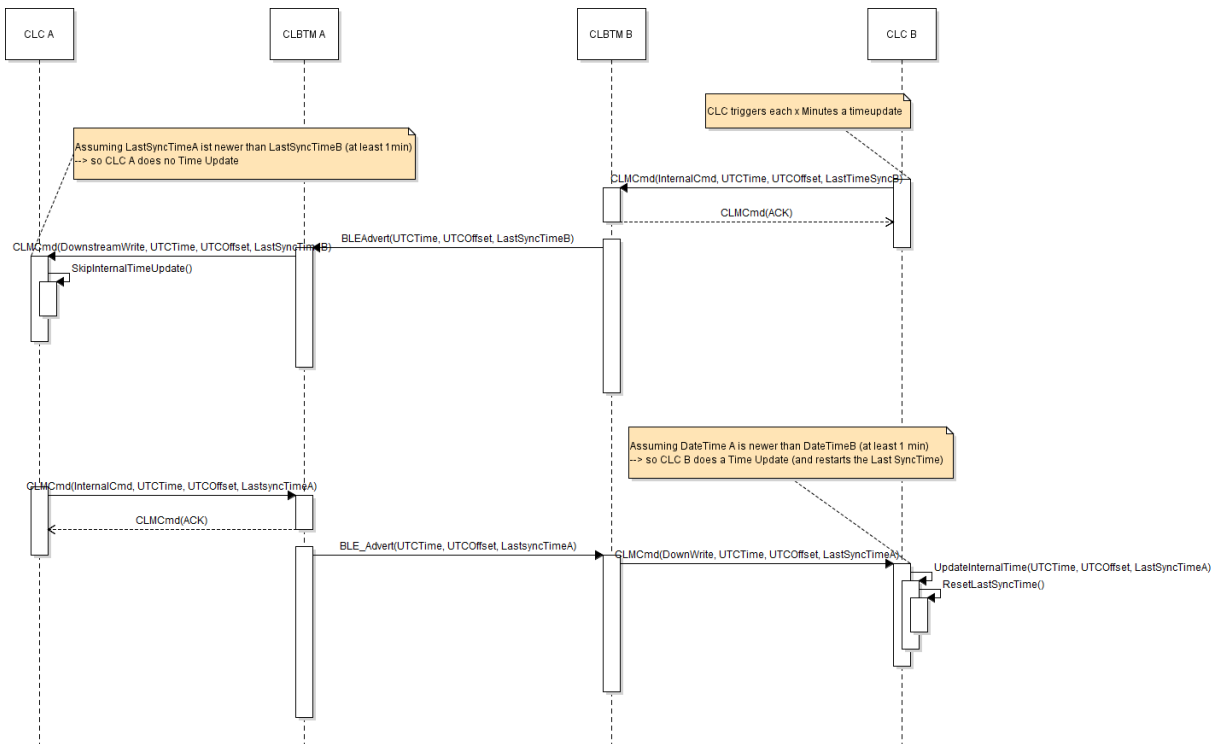 CLC A
CLBTM A
CLBTM B
CLC B
CLC triggers each x Minutes a timeupdate
Assuming LastSyncTimeA ist newer than LastSyncTimeB (at least 1min)
--> so CLC A does no Time Update
CLMCmd(InternalCmd, UTCTime, UTCOffset, LastTimeSyncB)
CLMCmd(ACK)
BLEAdvert(UTCTime, UTCOffset, LastSyncTimeB)
CLMCmd(DownstreamWrite, UTCTime, UTCOffset, LastSyncTimeB)
SkipInternalTimeUpdate()
Assuming DateTime A is newer than DateTimeB (at least 1 min)
--> so CLC B does a Time Update (and restarts the Last SyncTime)
CLMCmd(InternalCmd, UTCTime, UTCOffset, LastsyncTimeA)
CLMCmd(ACK)
BLE_Advert(UTCTime, UTCOffset, LastsyncTimeA)
CLMCmd(DownWrite, UTCTime, UTCOffset, LastSyncTimeA)
UpdateInternalTime(UTCTime, UTCOffset, LastSyncTimeA)
ResetLastSyncTime()